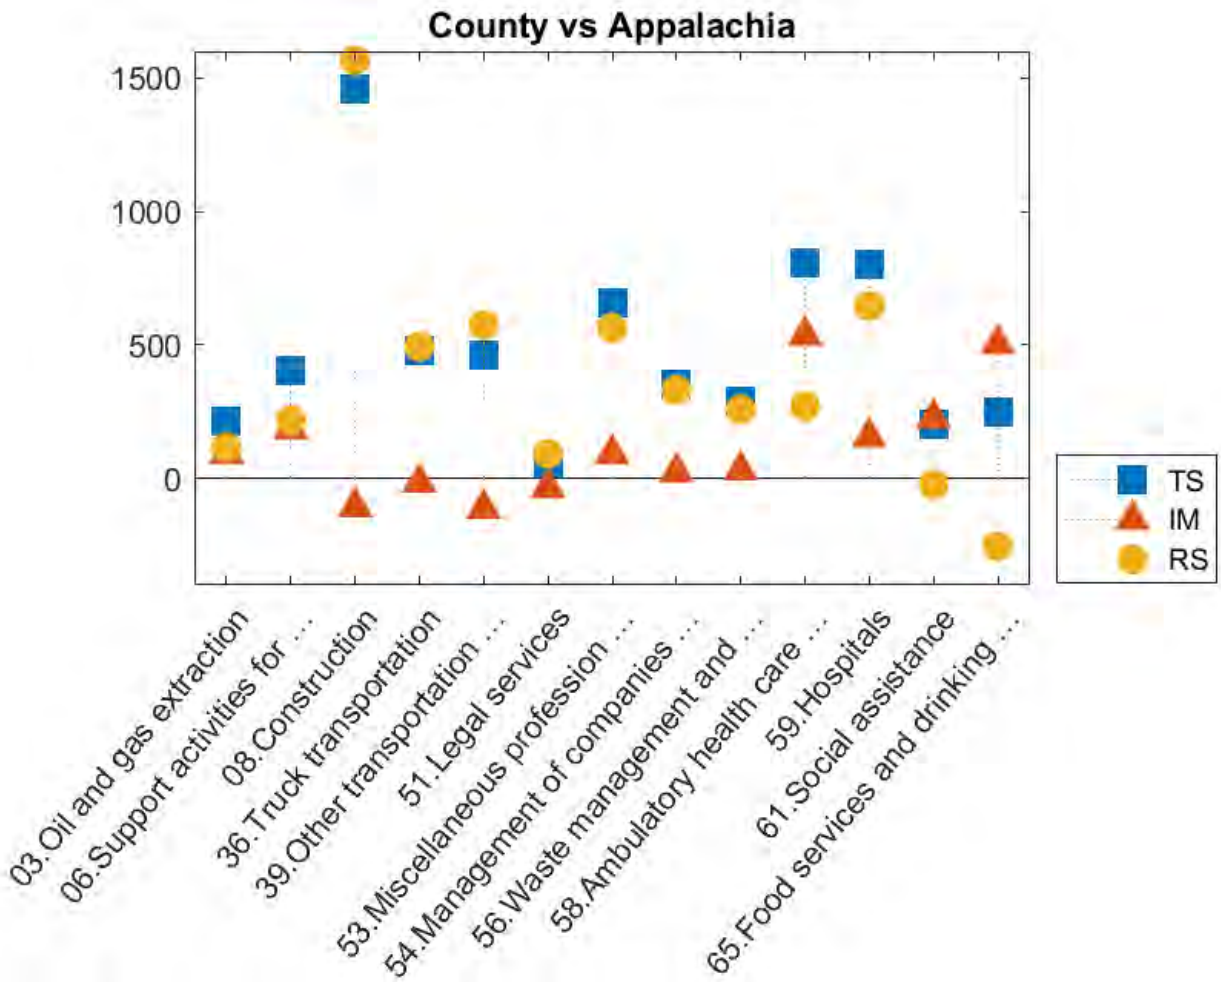 County vs Appalachia
1500
1000
500
0
TS
IM
RS
03.Oil and gas extraction
06.Support activities for ...
08.Construction
36.Truck transportation
39.Other transportation ...
51.Legal services
53.Miscellaneous profession ...
54.Management of companies ...
56.Waste management and ...
58.Ambulatory health care ...
59.Hospitals
61.Social assistance
65.Food services and drinking ...